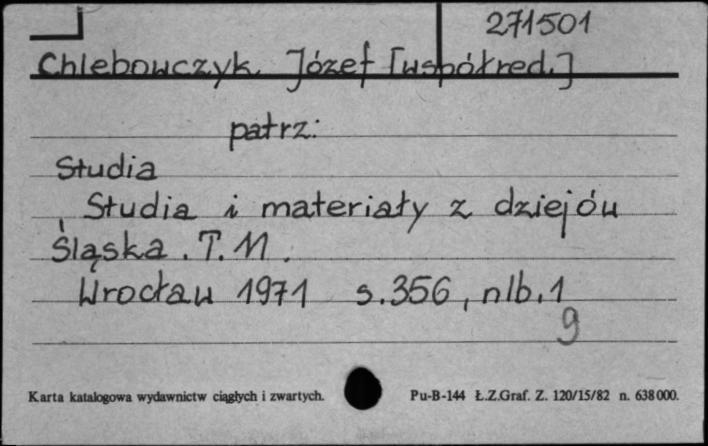 271501
Chlebowczyk, Józef [współred.]
patrz:
Studia
Studia i materiały z dziejów
Śląska. T. 11.
Wrocław 1971 s. 356, nlb. 1
9
Karta katalogowa wydawnictw ciągłych i zwartych. Pu-B-144 Ł.Z.Graf. Z. 120/15/82 n. 638 000.